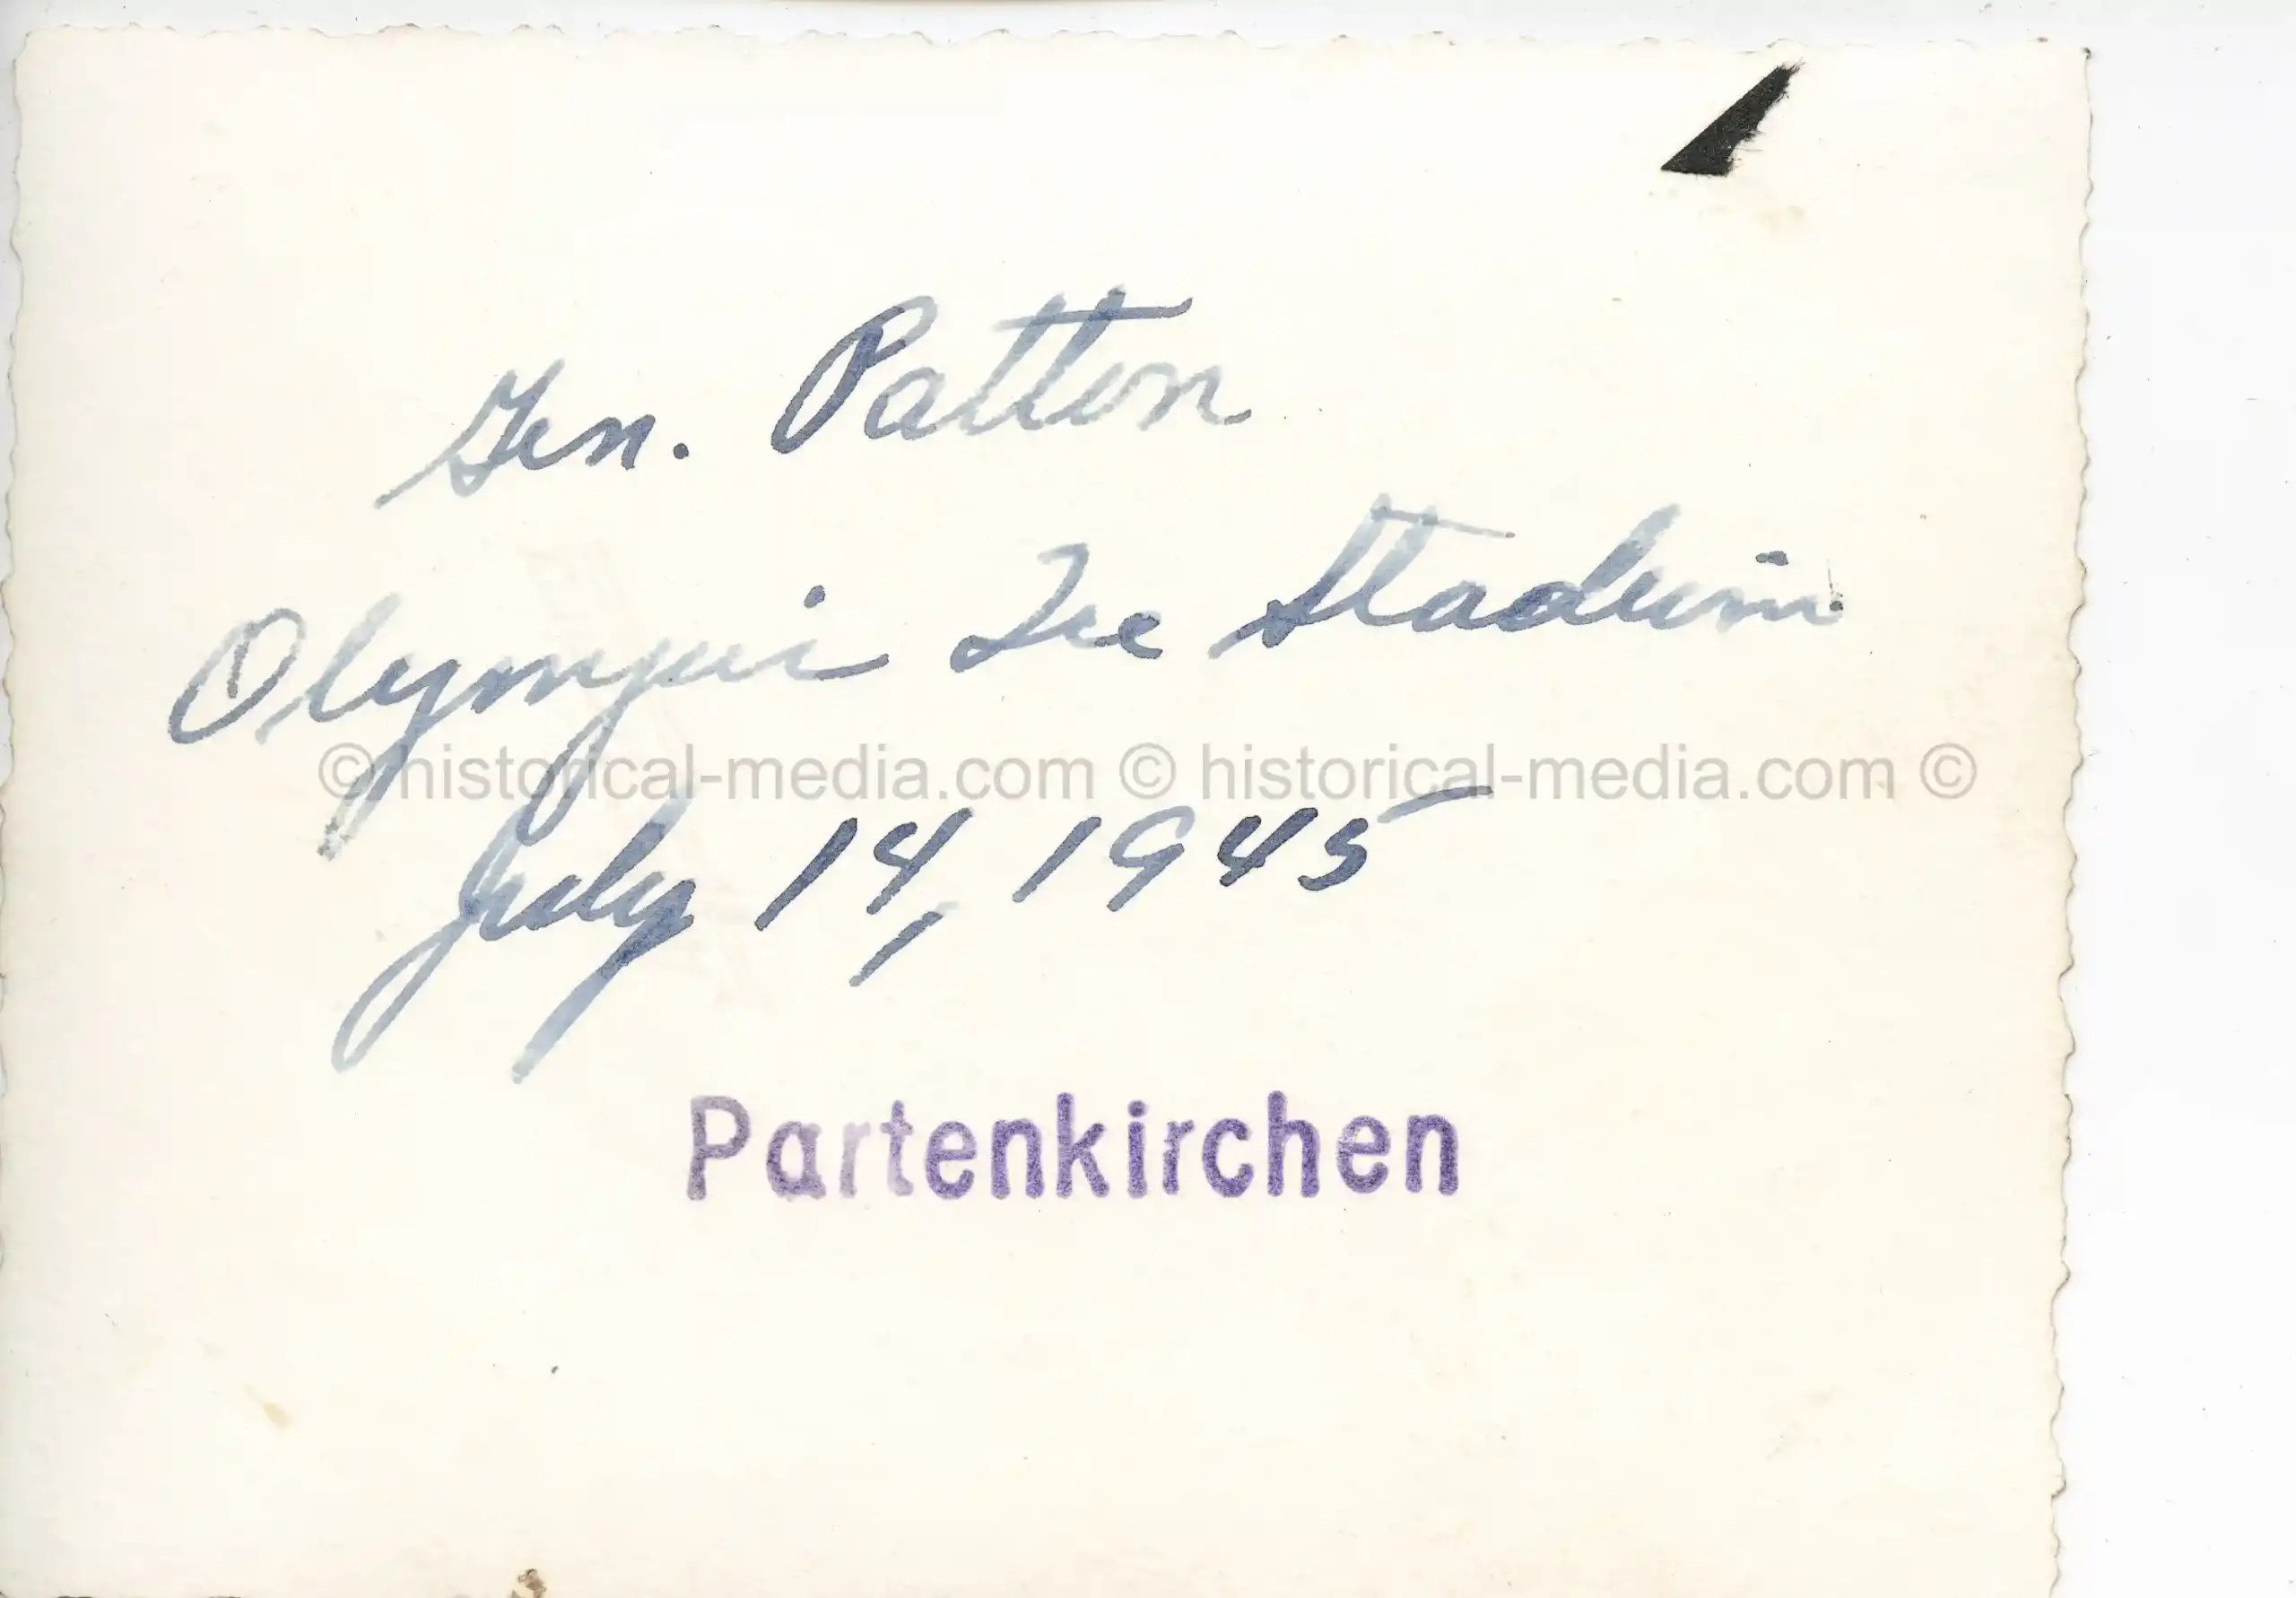 Gen. Patton
Olympic Ice Stadium
© historical-media.com © historical-media.com ©
July 14, 1945
Partenkirchen